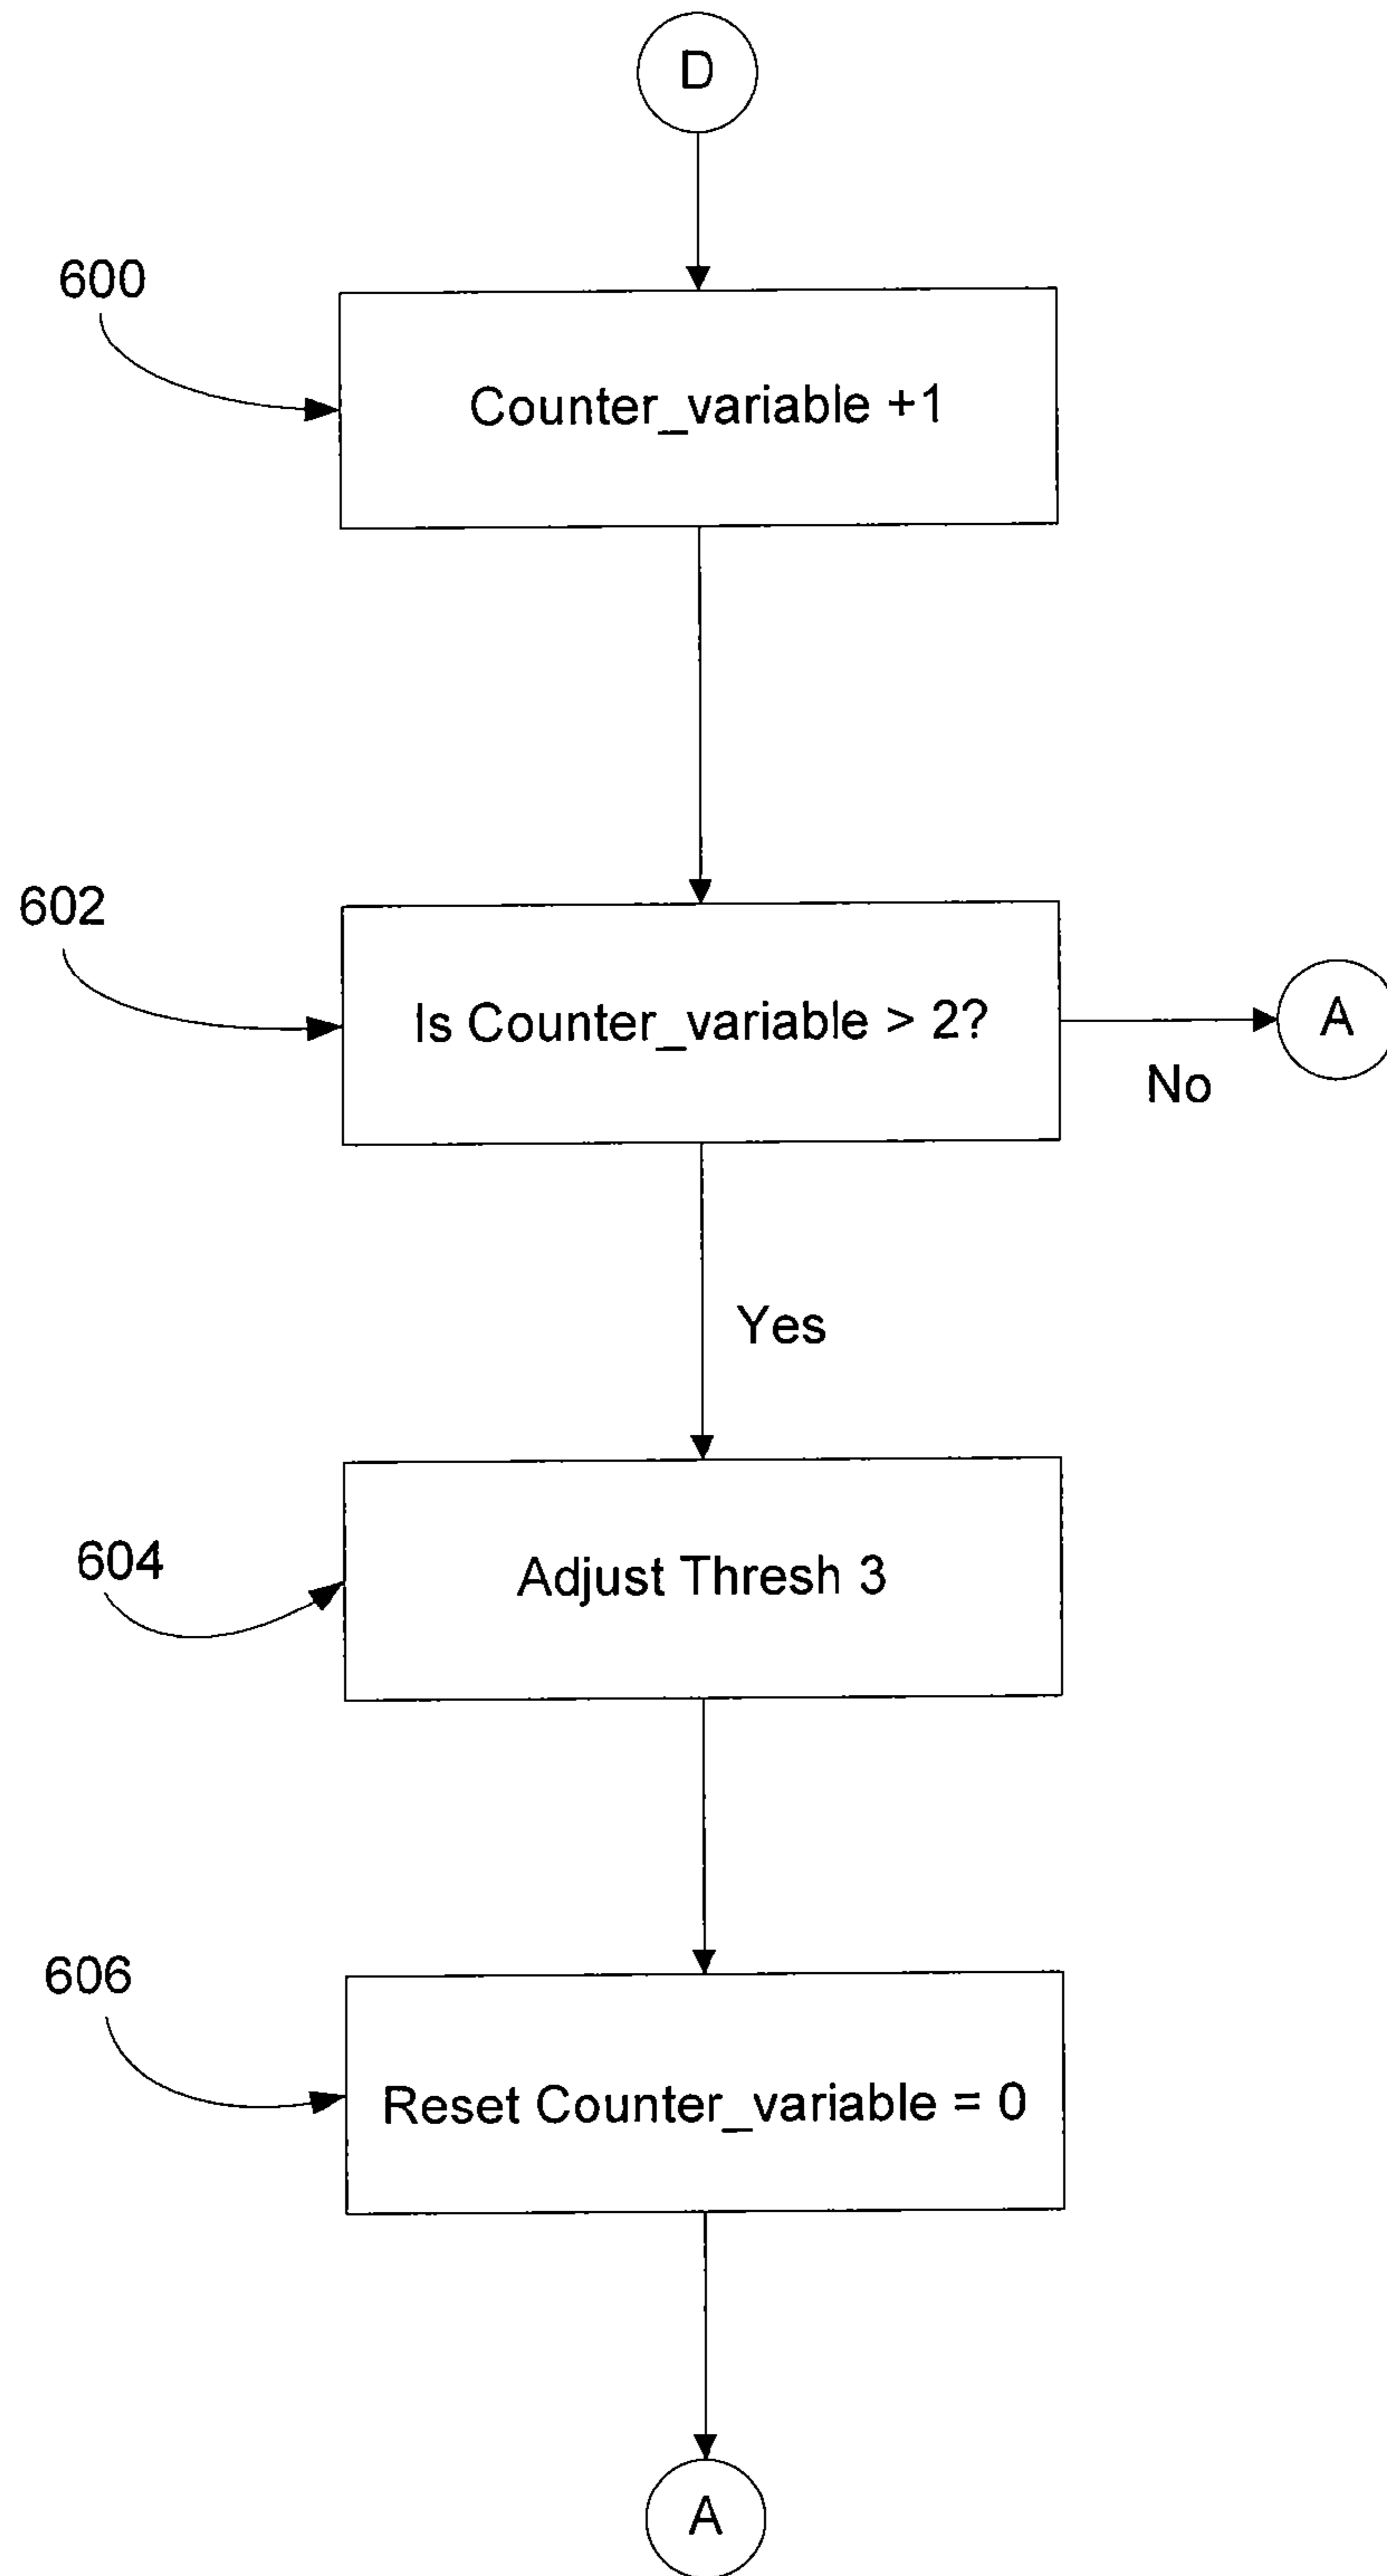 D
600
Counter_variable +1
602
Is Counter_variable > 2?
A
No
Yes
Adjust Thresh 3
604
606
Reset Counter_variable = 0
A